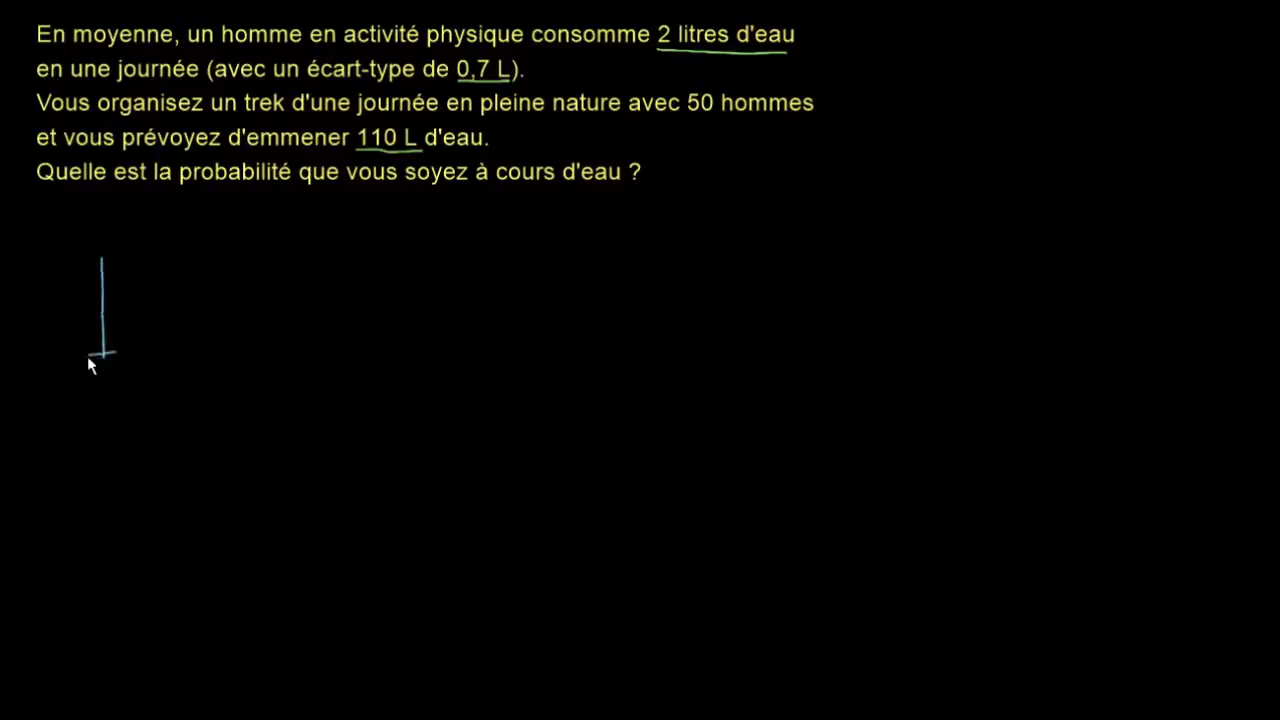 En moyenne, un homme en activité physique consomme 2 litres d'eau
en une journée (avec un écart-type de 0,7 L).
Vous organisez un trek d'une journée en pleine nature avec 50 hommes
et vous prévoyez d'emmener 110 L d'eau.
Quelle est la probabilité que vous soyez à cours d'eau ?